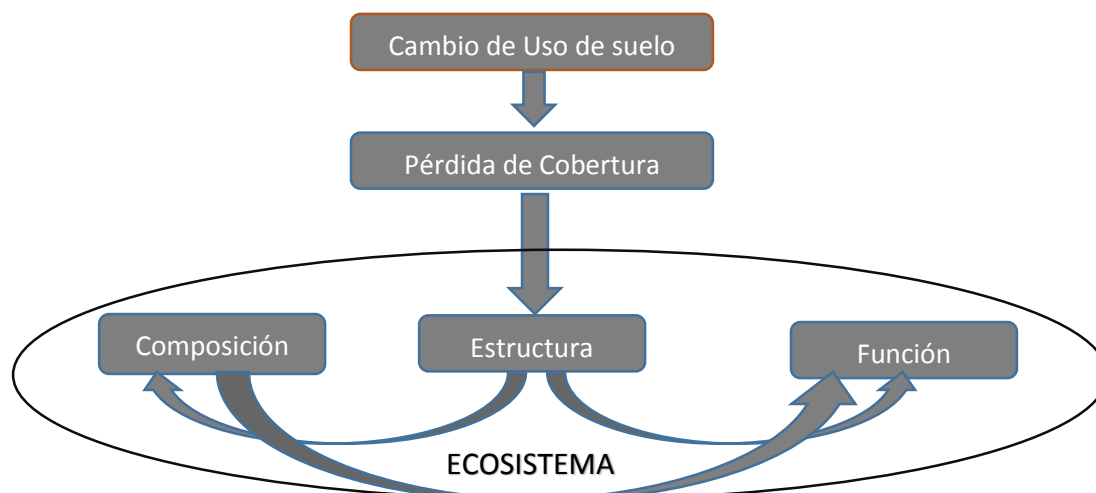 Cambio de Uso de suelo
Pérdida de Cobertura
Composición
Estructura
Función
ECOSISTEMA